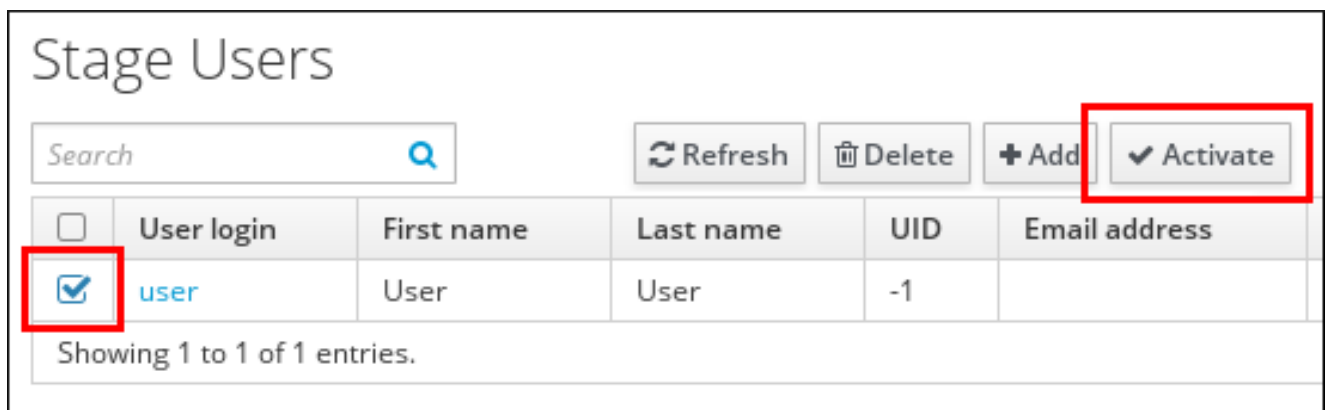 Stage Users
Search Refresh Delete Add Activate
User login First name Last name UID Email address
user User User -1
Showing 1 to 1 of 1 entries.